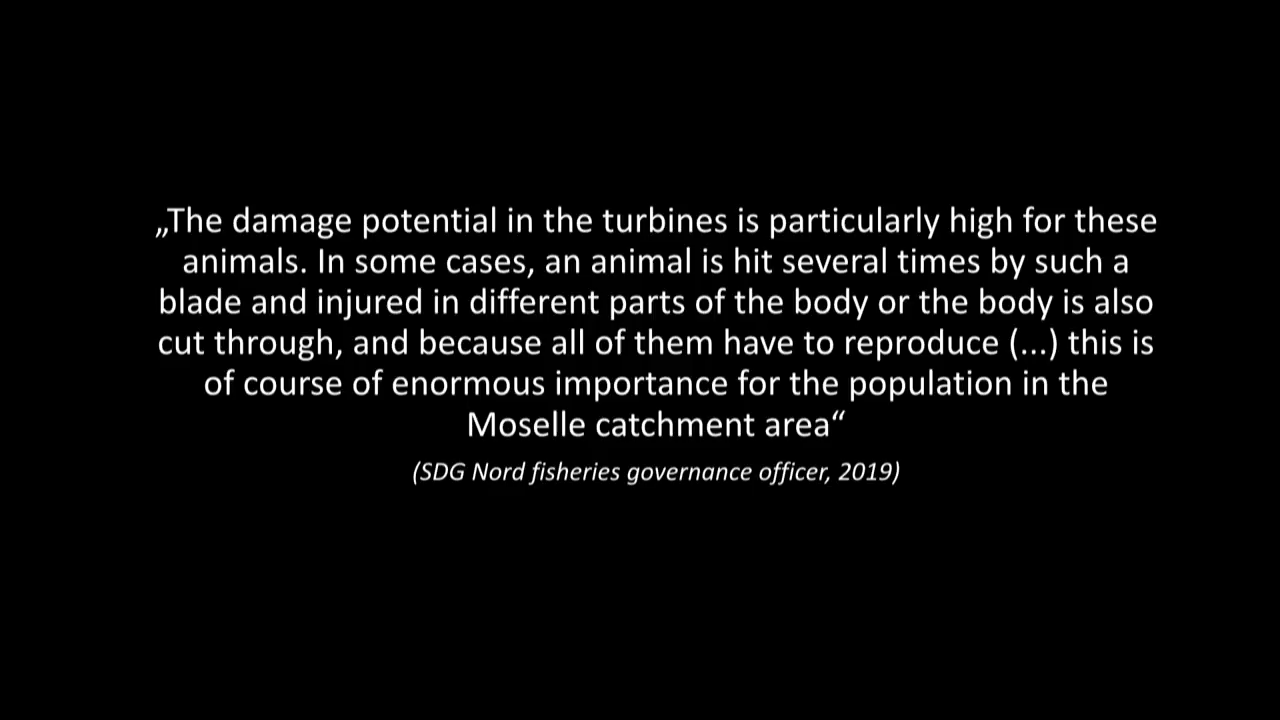 „The damage potential in the turbines is particularly high for these
animals. In some cases, an animal is hit several times by such a
blade and injured in different parts of the body or the body is also
cut through, and because all of them have to reproduce (...) this is
of course of enormous importance for the population in the
Moselle catchment area“
(SDG Nord fisheries governance officer, 2019)